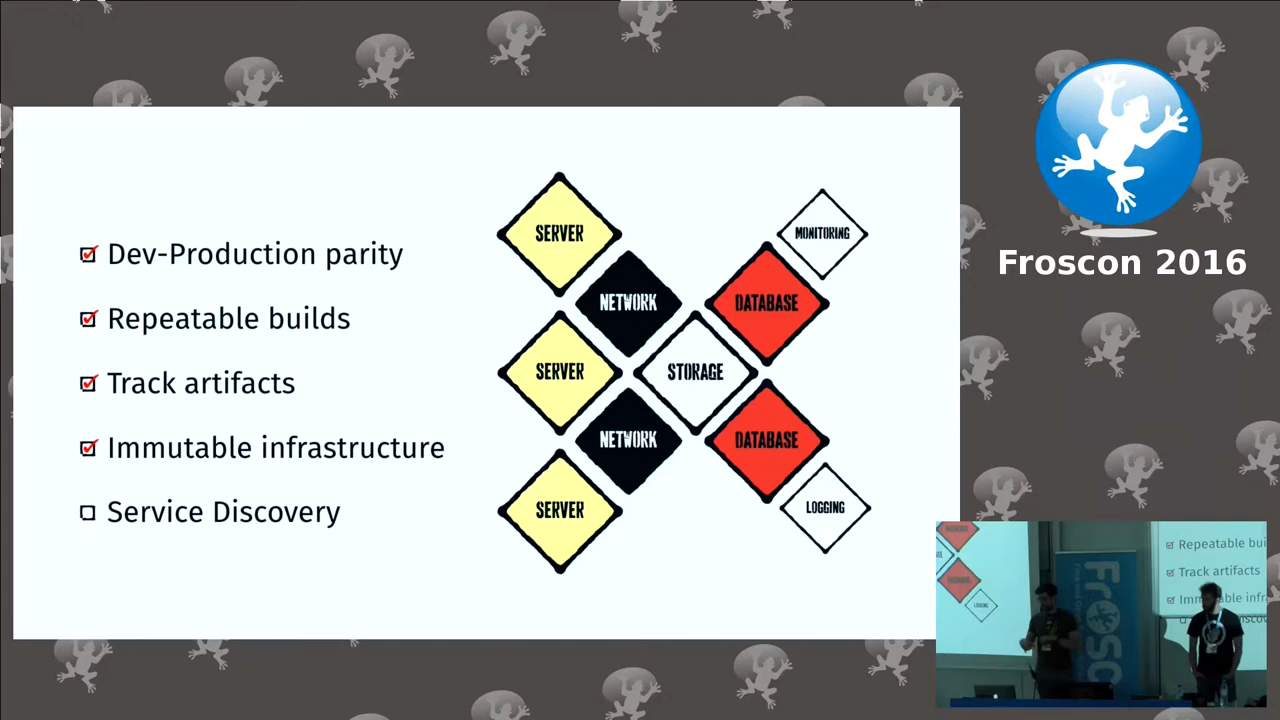 Dev-Production parity
Repeatable builds
Track artifacts
Immutable infrastructure
Service Discovery
SERVER
MONITORING
NETWORK
DATABASE
SERVER
STORAGE
NETWORK
DATABASE
SERVER
LOGGING
Froscon 2016
Repeatable bui
Track artifacts
FrOSC